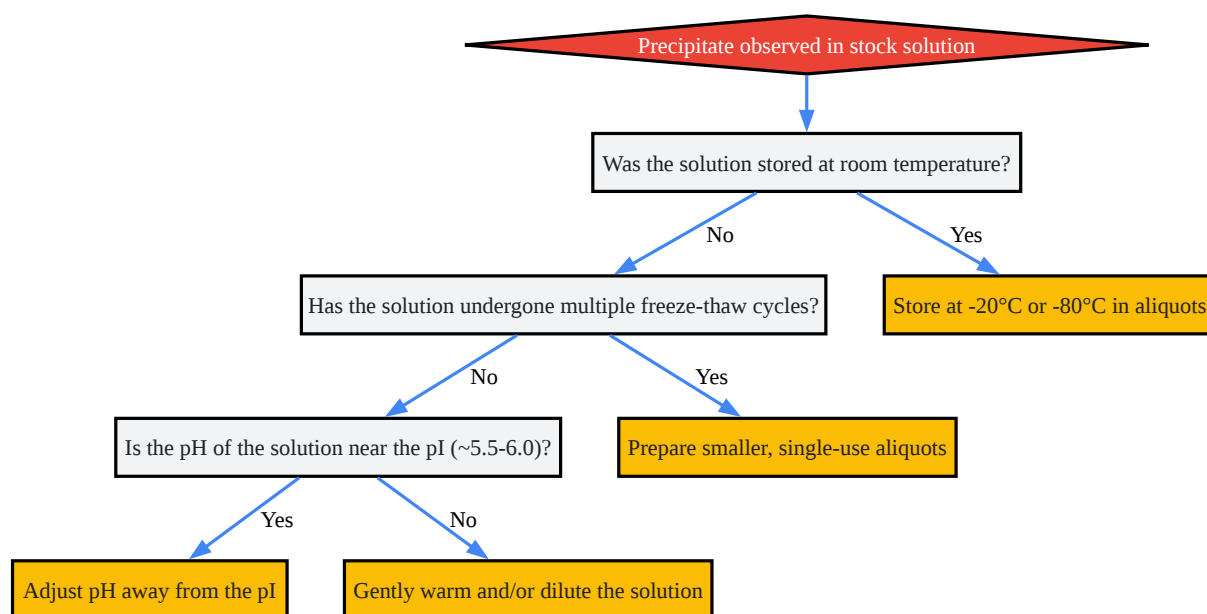 Precipitate observed in stock solution
Was the solution stored at room temperature?
No
Yes
Has the solution undergone multiple freeze-thaw cycles?
Store at -20°C or -80°C in aliquots
No
Yes
Is the pH of the solution near the pI (~5.5-6.0)?
Prepare smaller, single-use aliquots
Yes
No
Adjust pH away from the pI
Gently warm and/or dilute the solution